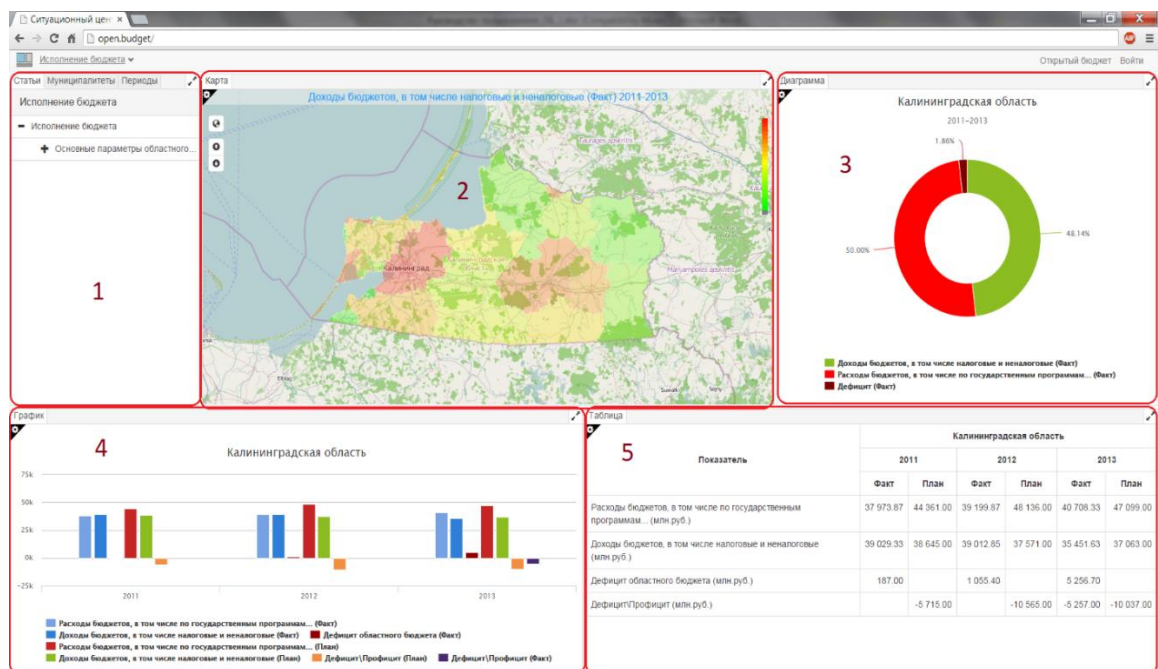 Ситуационный цен
open.budget/
Исполнение бюджета
Открытый бюджет Войти
Статьи Муниципалитеты Периоды
Исполнение бюджета
Исполнение бюджета
Основные параметры областного...
1
Карта
Доходы бюджетов, в том числе налоговые и неналоговые (Факт) 2011-2013
2
Калининград
Диаграмма
Калининградская область
2011-2013
3
1.86%
48.14%
50.00%
Доходы бюджетов, в том числе налоговые и неналоговые (Факт)
Расходы бюджетов, в том числе по государственным программам... (Факт)
Дефицит (Факт)
График
4
Калининградская область
75k
50k
25k
0k
-25k
2011 2012 2013
Расходы бюджетов, в том числе по государственным программам... (Факт)
Доходы бюджетов, в том числе налоговые и неналоговые (Факт) Дефицит областного бюджета (Факт)
Расходы бюджетов, в том числе по государственным программам... (План)
Доходы бюджетов, в том числе налоговые и неналоговые (План) Дефицит\Профицит (План) Дефицит\Профицит (Факт)
Таблица
5
Показатель
Калининградская область
2011 2012 2013
Факт План Факт План Факт План
Расходы бюджетов, в том числе по государственным 37 973.87 44 361.00 39 199.87 48 136.00 40 708.33 47 099.00
программам... (млн.руб.)
Доходы бюджетов, в том числе налоговые и неналоговые 39 029.33 38 645.00 39 012.85 37 571.00 35 451.63 37 063.00
(млн.руб.)
Дефицит областного бюджета (млн.руб.) 187.00 1 055.40 5 256.70
Дефицит\Профицит (млн.руб.) -5 715.00 -10 565.00 -5 257.00 -10 037.00